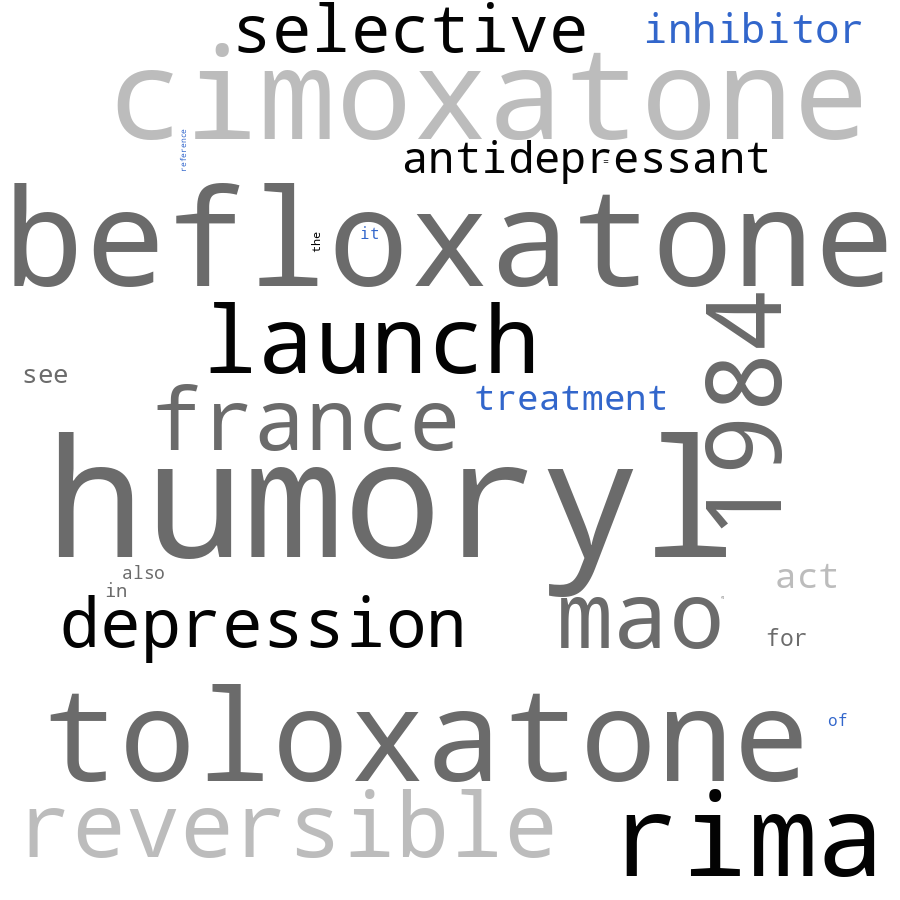 selective
inhibitor
cimoxatone
reference
antidepressant
=
befloxatone
the
it
launch
1984
see
france
treatment
humoryl
also
in
act
depression
mao
for
toloxatone
of
reversible
rima